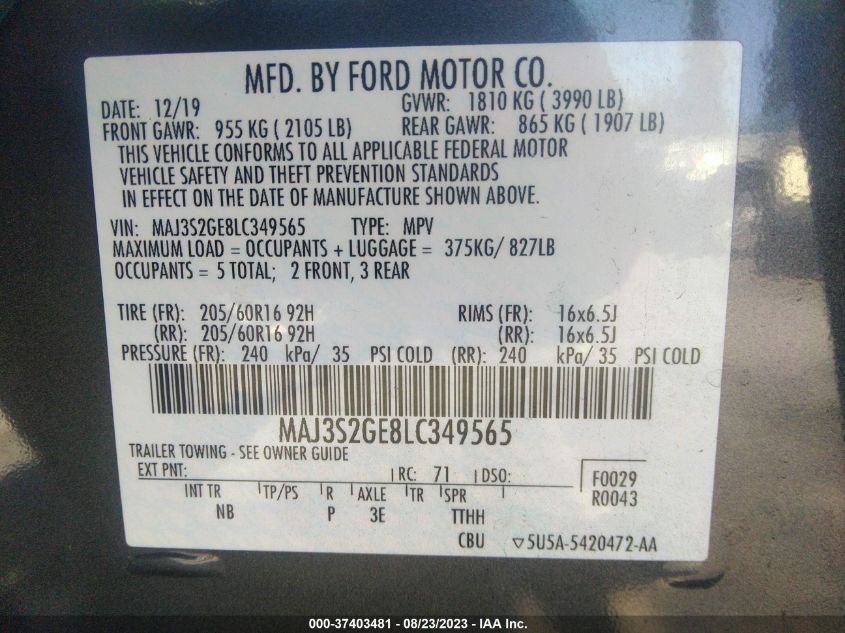 MFD. BY FORD MOTOR CO.
DATE: 12/19 GVWR: 1810 KG ( 3990 LB)
FRONT GAWR: 955 KG ( 2105 LB) REAR GAWR: 865 KG ( 1907 LB)
THIS VEHICLE CONFORMS TO ALL APPLICABLE FEDERAL MOTOR
VEHICLE SAFETY AND THEFT PREVENTION STANDARDS
IN EFFECT ON THE DATE OF MANUFACTURE SHOWN ABOVE.
VIN: MAJ3S2GE8LC349565 TYPE: MPV
MAXIMUM LOAD = OCCUPANTS + LUGGAGE = 375KG/ 827LB
OCCUPANTS = 5 TOTAL; 2 FRONT, 3 REAR
TIRE (FR): 205/60R16 92H RIMS (FR): 16x6.5J
(RR): 205/60R16 92H (RR): 16x6.5J
PRESSURE (FR): 240 kPa/ 35 PSI COLD (RR): 240 kPa/ 35 PSI COLD
MAJ3S2GE8LC349565
TRAILER TOWING - SEE OWNER GUIDE
EXT PNT: RC: 71 DSO: F0029
R0043
INT TR TP/PS R AXLE TR SPR
NB P 3E TTHH
CBU ▽5U5A-5420472-AA
000-37403481 - 08/23/2023 - IAA Inc.